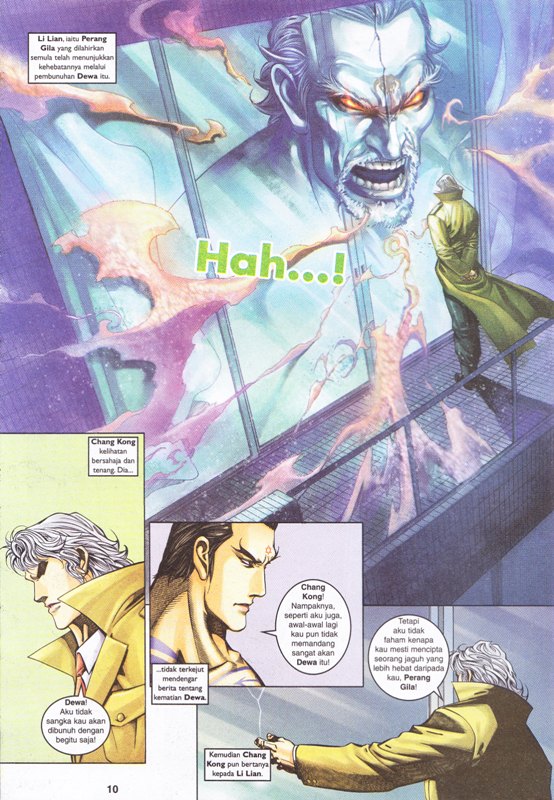 Li Lian, iaitu Perang
Gila yang dilahirkan
semula telah menunjukkan
kehebatannya melalui
pembunuhan Dewa itu.
Hah...!
Chang Kong
kelihatan
bersahaja dan
tenang. Dia...
Dewa!
Aku tidak
sangka kau akan
dibunuh dengan
begitu saja!
Chang
Kong!
Nampaknya,
seperti aku juga,
awal-awal lagi
kau pun tidak
memandang
sangat akan
Dewa itu!
...tidak terkejut
mendengar
berita tentang
kematian Dewa.
Tetapi
aku tidak
faham kenapa
kau mesti mencipta
seorang jaguh yang
lebih hebat daripada
kau, Perang
Gila!
Kemudian Chang
Kong pun bertanya
kepada Li Lian.
10